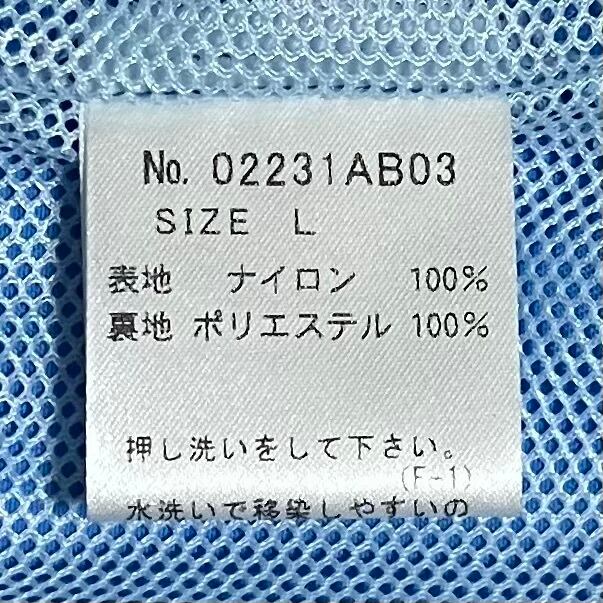 No. 02231AB03
SIZE L
表地 ナイロン 100%
裏地 ポリエステル 100%
押し洗いをして下さい。
(F-1)
水洗いで移染しやすいの